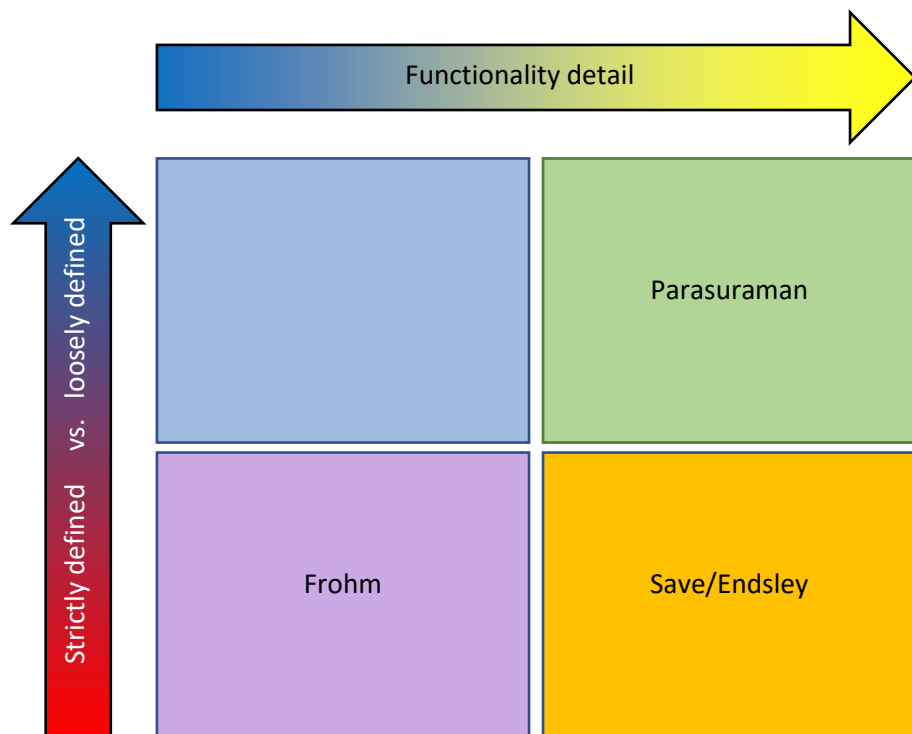 Functionality detail
Strictly defined vs. loosely defined
Parasuraman
Frohm
Save/Endsley